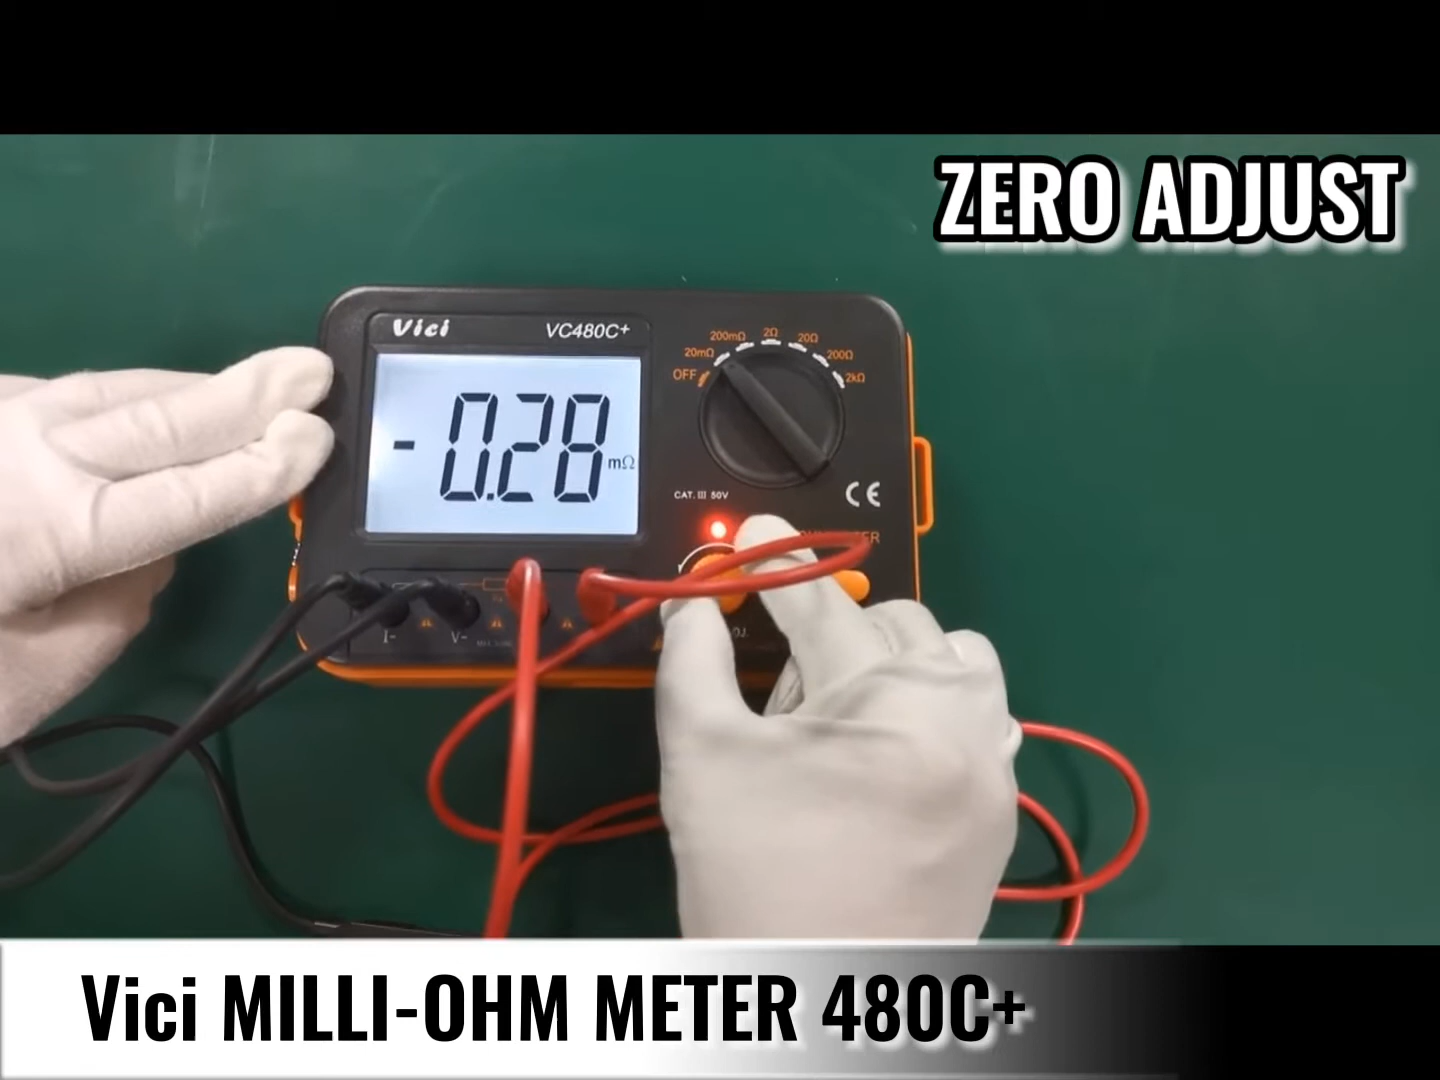 ZERO ADJUST
Vici
VC480C+
- 0.28
mΩ
OFF
20mΩ
200mΩ
2Ω
20Ω
200Ω
2kΩ
CAT. III 50V
CE
I-
V-
Vici MILLI-OHM METER 480C+